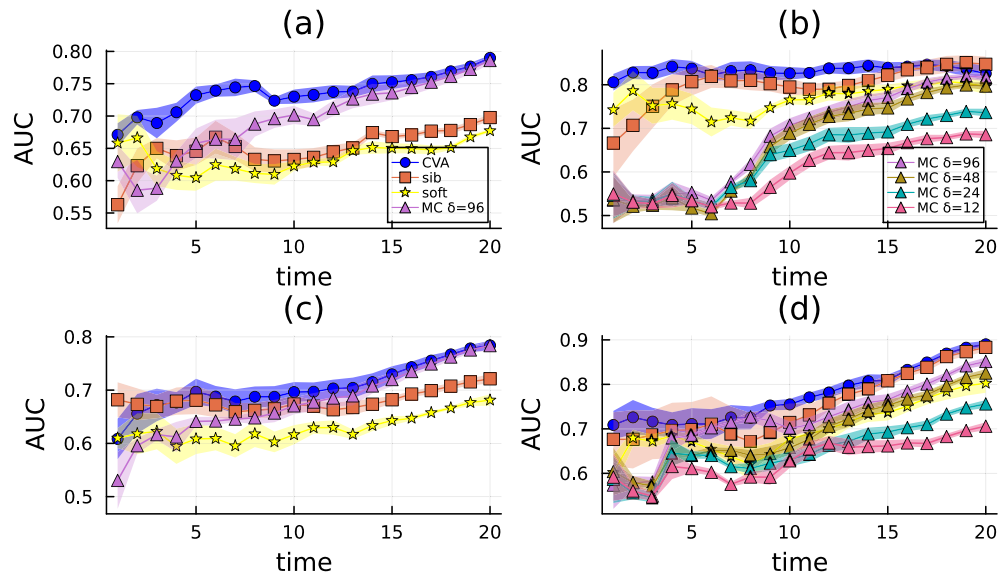 (a)
AUC
0.80
0.75
0.70
0.65
0.60
0.55
CVA
sib
soft
MC δ=96
5 10 15 20
time
(b)
AUC
0.8
0.7
0.6
0.5
MC δ=96
MC δ=48
MC δ=24
MC δ=12
5 10 15 20
time
(c)
AUC
0.8
0.7
0.6
0.5
5 10 15 20
time
(d)
AUC
0.9
0.8
0.7
0.6
5 10 15 20
time